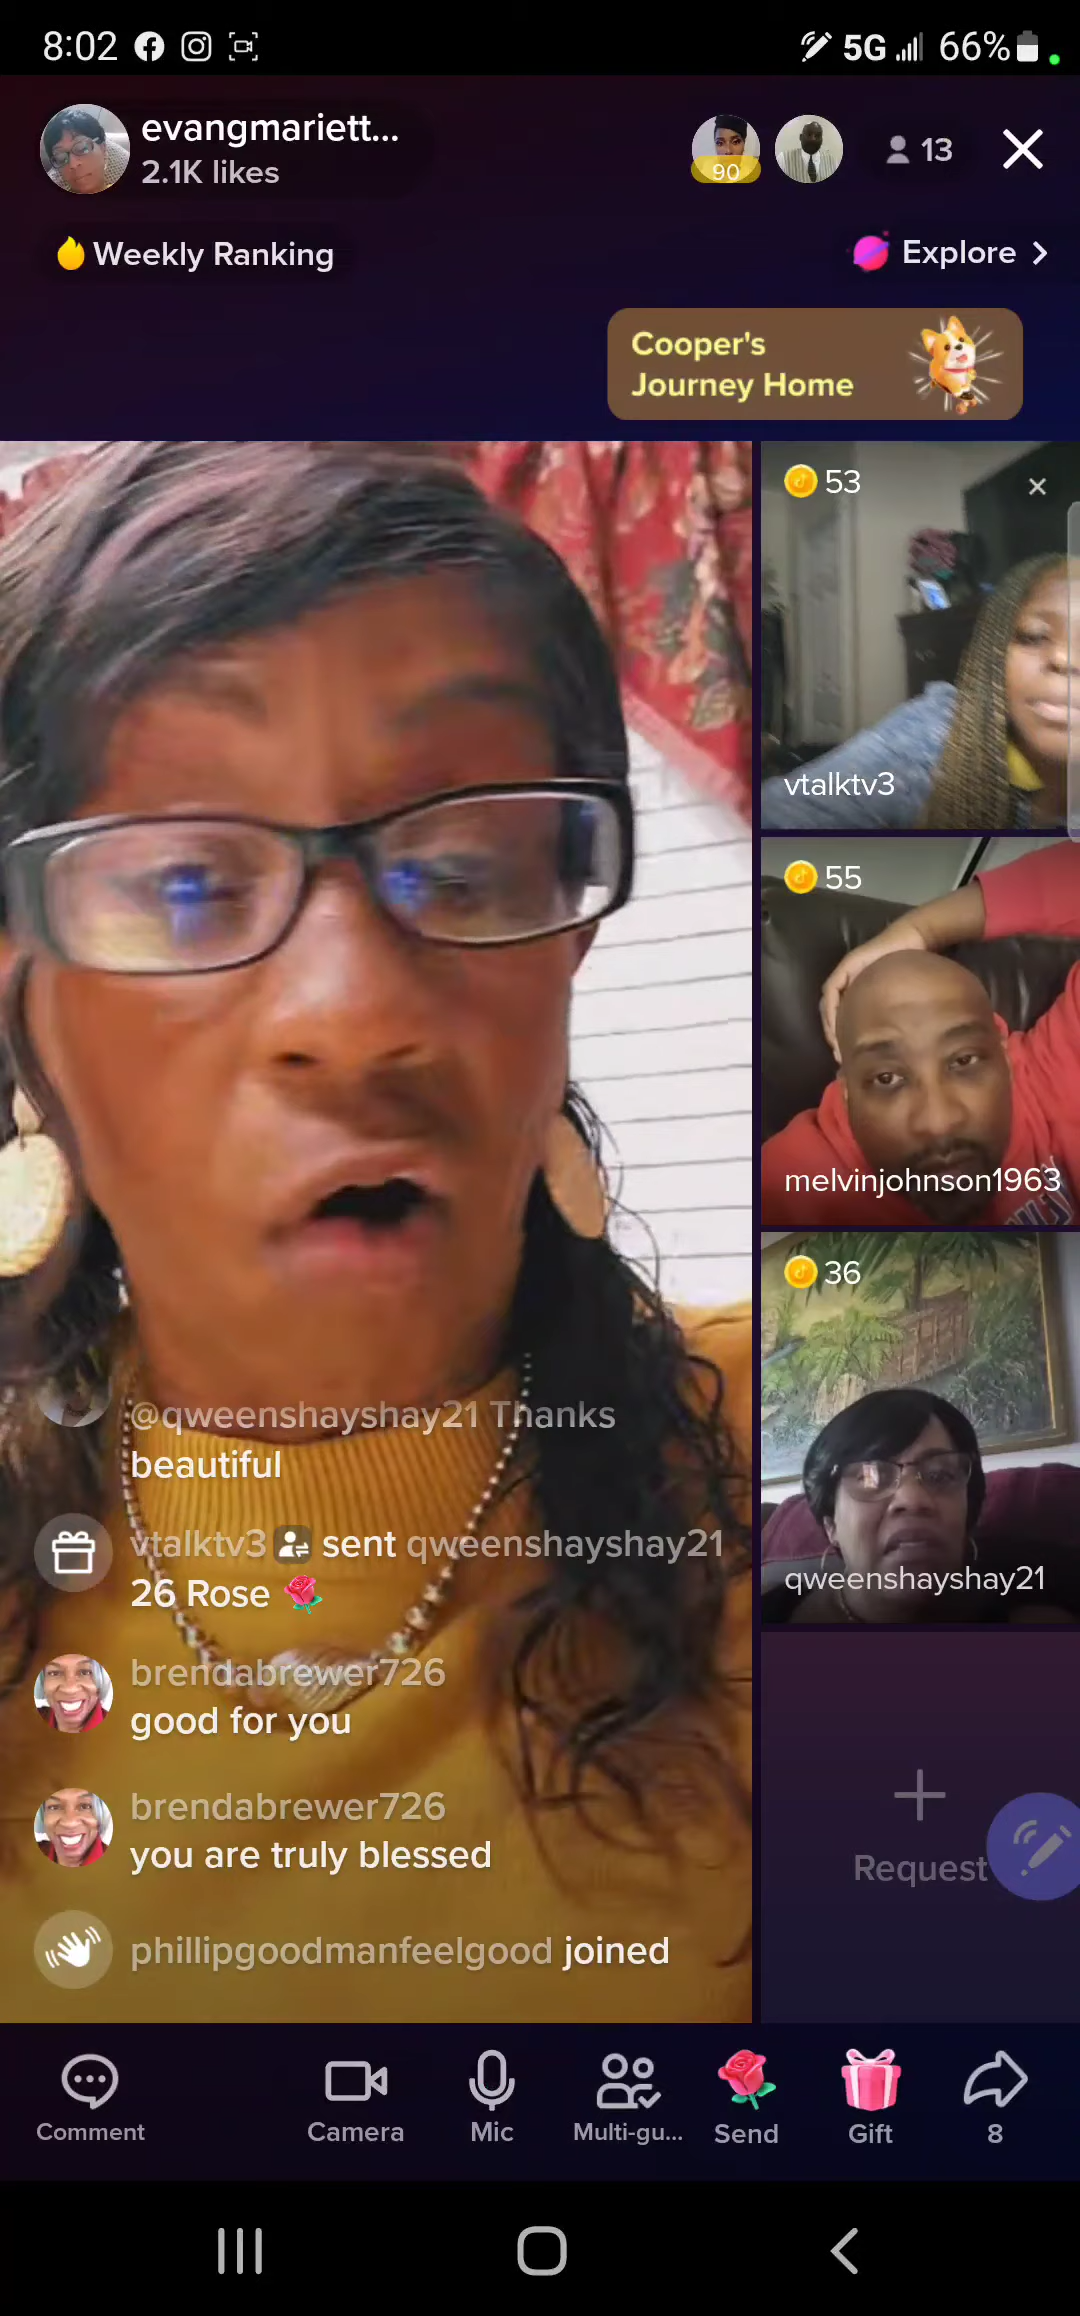 8:02 5G 66%
evangmariett...
2.1K likes
90
13
Weekly Ranking
Explore >
Cooper's
Journey Home
53
vtalktv3
55
melvinjohnson1963
36
qweenshayshay21
@qweenshayshay21 Thanks
beautiful
vtalktv3 sent qweenshayshay21
26 Rose
brendabrewer726
good for you
brendabrewer726
you are truly blessed
phillipgoodmanfeelgood joined
Request
Comment
Camera
Mic
Multi-gu...
Send
Gift
8